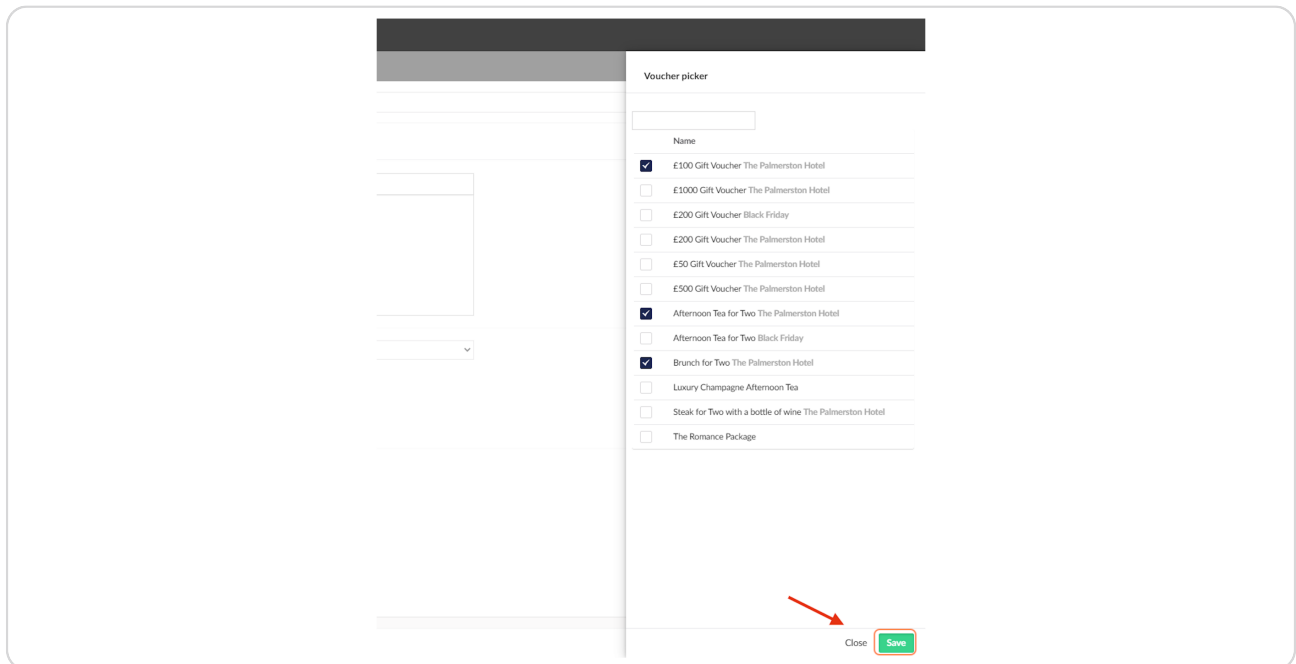 Voucher picker
Name
£100 Gift Voucher The Palmerston Hotel
£1000 Gift Voucher The Palmerston Hotel
£200 Gift Voucher Black Friday
£200 Gift Voucher The Palmerston Hotel
£50 Gift Voucher The Palmerston Hotel
£500 Gift Voucher The Palmerston Hotel
Afternoon Tea for Two The Palmerston Hotel
Afternoon Tea for Two Black Friday
Brunch for Two The Palmerston Hotel
Luxury Champagne Afternoon Tea
Steak for Two with a bottle of wine The Palmerston Hotel
The Romance Package
Close Save